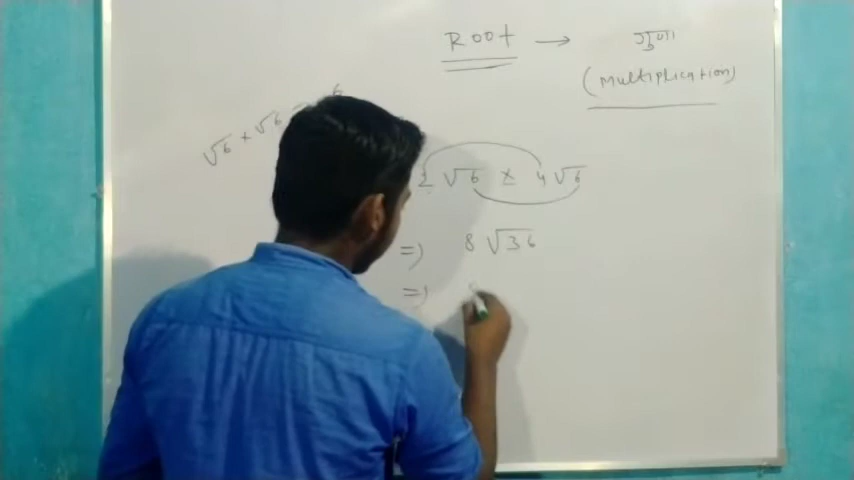 Root → गुणा
(Multiplication)
√6 × √6 = 6
2 √6 × 4 √6
=) 8 √36
=)